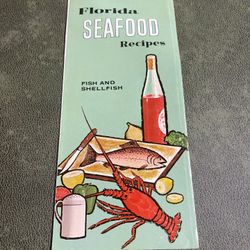 Florida
SEAFOOD
Recipes
FISH AND
SHELLFISH